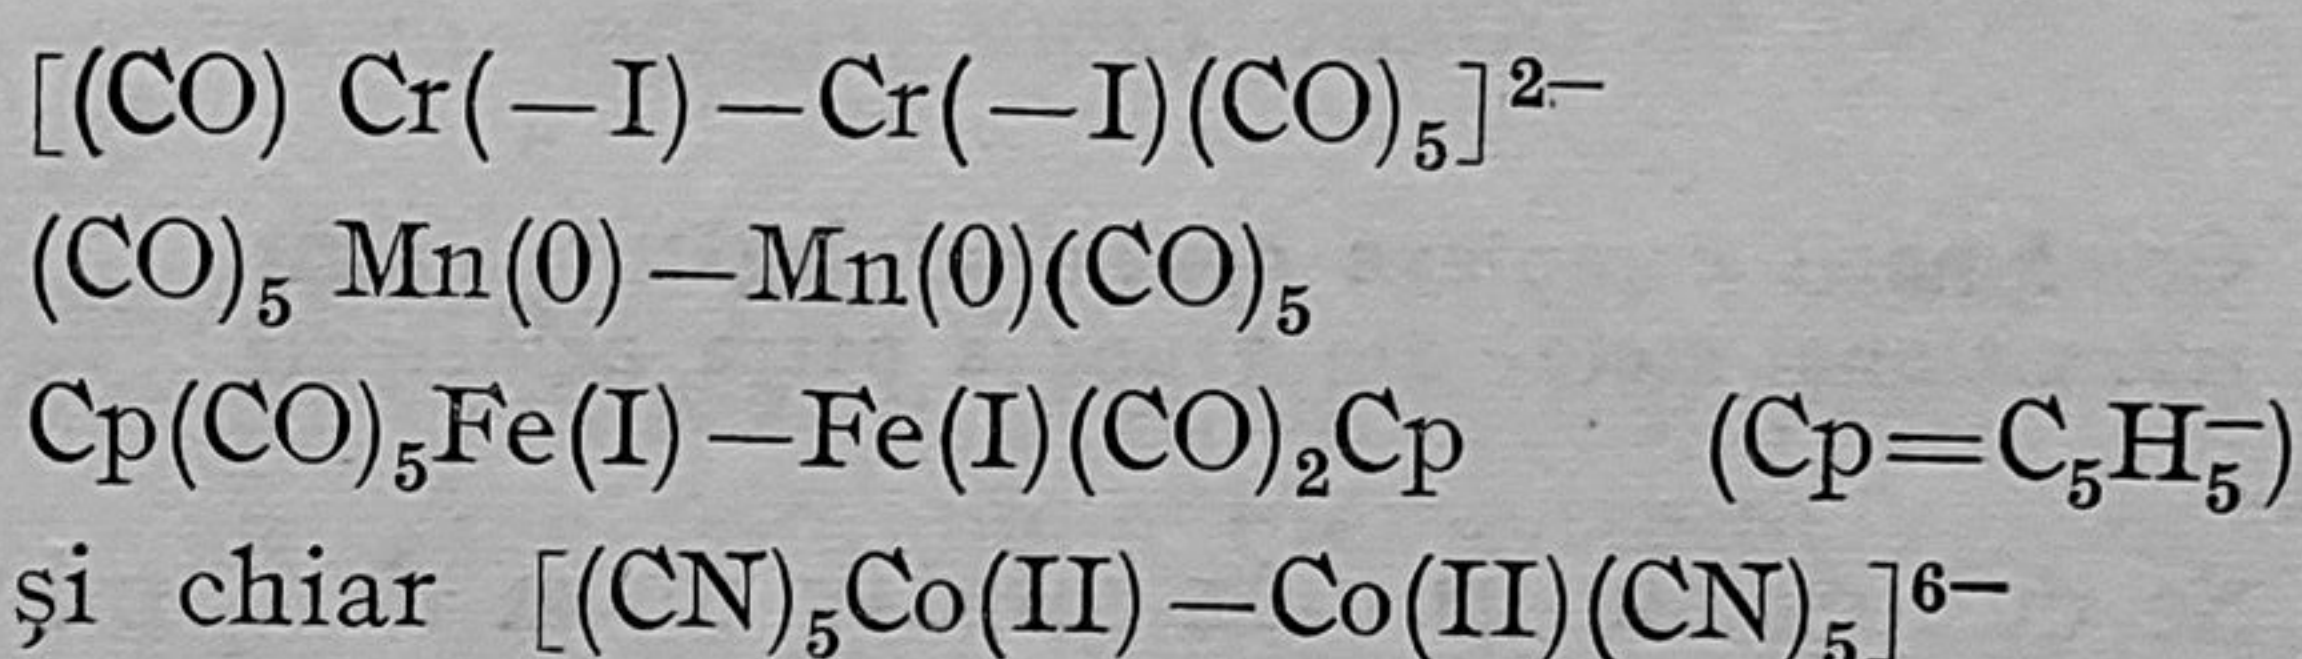 [(CO) Cr(—I)—Cr(—I)(CO)₅]²⁻
(CO)₅ Mn(0)—Mn(0)(CO)₅
Cp(CO)₅Fe(I)—Fe(I)(CO)₂Cp (Cp=C₅H₅⁻)
și chiar [(CN)₅Co(II)—Co(II)(CN)₅]⁶⁻